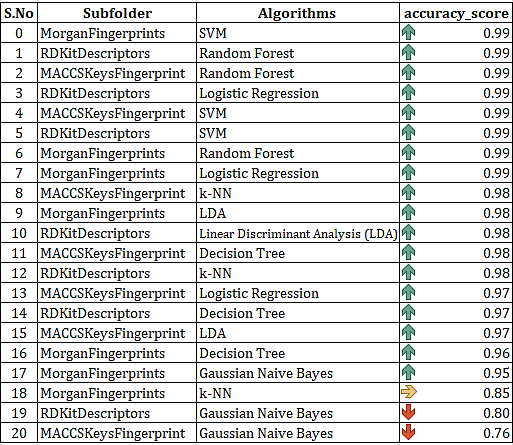 S.No Subfolder Algorithms accuracy_score
0 MorganFingerprints SVM 0.99
1 RDKitDescriptors Random Forest 0.99
2 MACCSKeysFingerprint Random Forest 0.99
3 RDKitDescriptors Logistic Regression 0.99
4 MACCSKeysFingerprint SVM 0.99
5 RDKitDescriptors SVM 0.99
6 MorganFingerprints Random Forest 0.99
7 MorganFingerprints Logistic Regression 0.99
8 MACCSKeysFingerprint k-NN 0.98
9 MorganFingerprints LDA 0.98
10 RDKitDescriptors Linear Discriminant Analysis (LDA) 0.98
11 MACCSKeysFingerprint Decision Tree 0.98
12 RDKitDescriptors k-NN 0.98
13 MACCSKeysFingerprint Logistic Regression 0.97
14 RDKitDescriptors Decision Tree 0.97
15 MACCSKeysFingerprint LDA 0.97
16 MorganFingerprints Decision Tree 0.96
17 MorganFingerprints Gaussian Naive Bayes 0.95
18 MorganFingerprints k-NN 0.85
19 RDKitDescriptors Gaussian Naive Bayes 0.80
20 MACCSKeysFingerprint Gaussian Naive Bayes 0.76